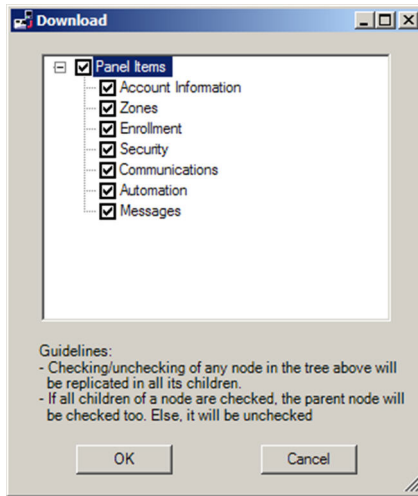 Download
Panel Items
Account Information
Zones
Enrollment
Security
Communications
Automation
Messages
Guidelines:
- Checking/unchecking of any node in the tree above will
be replicated in all its children.
- If all children of a node are checked, the parent node will
be checked too. Else, it will be unchecked
OK
Cancel